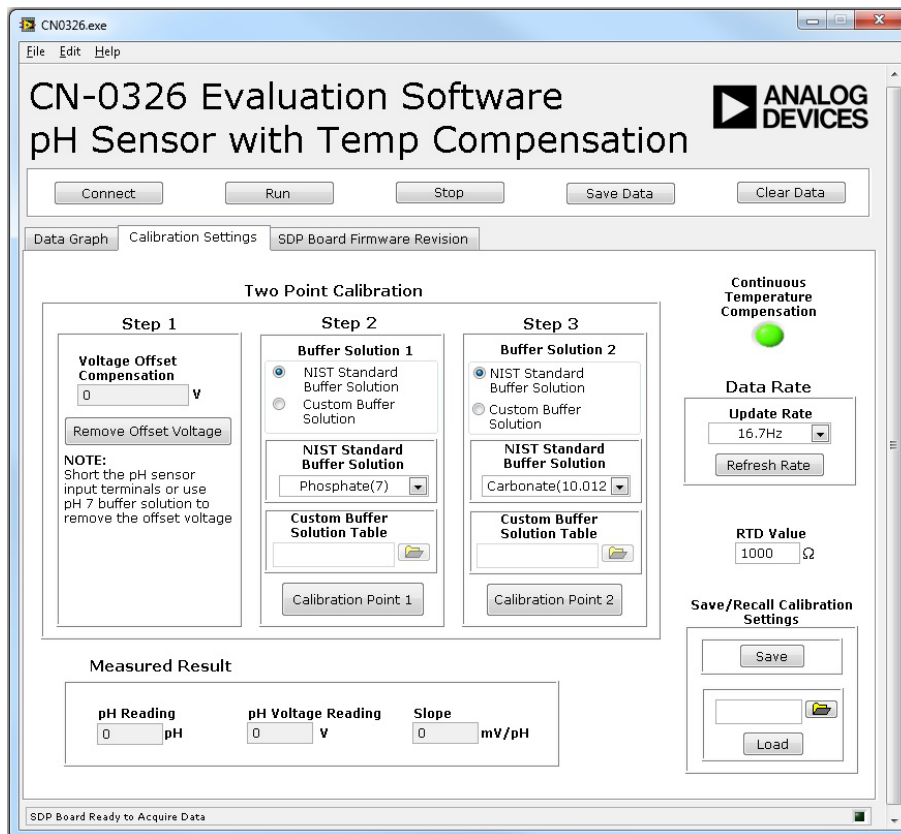 CN0326.exe
File Edit Help
CN-0326 Evaluation Software
pH Sensor with Temp Compensation
ANALOG
DEVICES
Connect Run Stop Save Data Clear Data
Data Graph Calibration Settings SDP Board Firmware Revision
Two Point Calibration
Step 1
Voltage Offset
Compensation
0 V
Remove Offset Voltage
NOTE:
Short the pH sensor
input terminals or use
pH 7 buffer solution to
remove the offset voltage
Step 2
Buffer Solution 1
NIST Standard
Buffer Solution
Custom Buffer
Solution
NIST Standard
Buffer Solution
Phosphate(7)
Custom Buffer
Solution Table
Calibration Point 1
Step 3
Buffer Solution 2
NIST Standard
Buffer Solution
Custom Buffer
Solution
NIST Standard
Buffer Solution
Carbonate(10.012
Custom Buffer
Solution Table
Calibration Point 2
Continuous
Temperature
Compensation
Data Rate
Update Rate
16.7Hz
Refresh Rate
RTD Value
1000 Ω
Save/Recall Calibration
Settings
Save
Load
Measured Result
pH Reading pH Voltage Reading Slope
0 pH 0 V 0 mV/pH
SDP Board Ready to Acquire Data